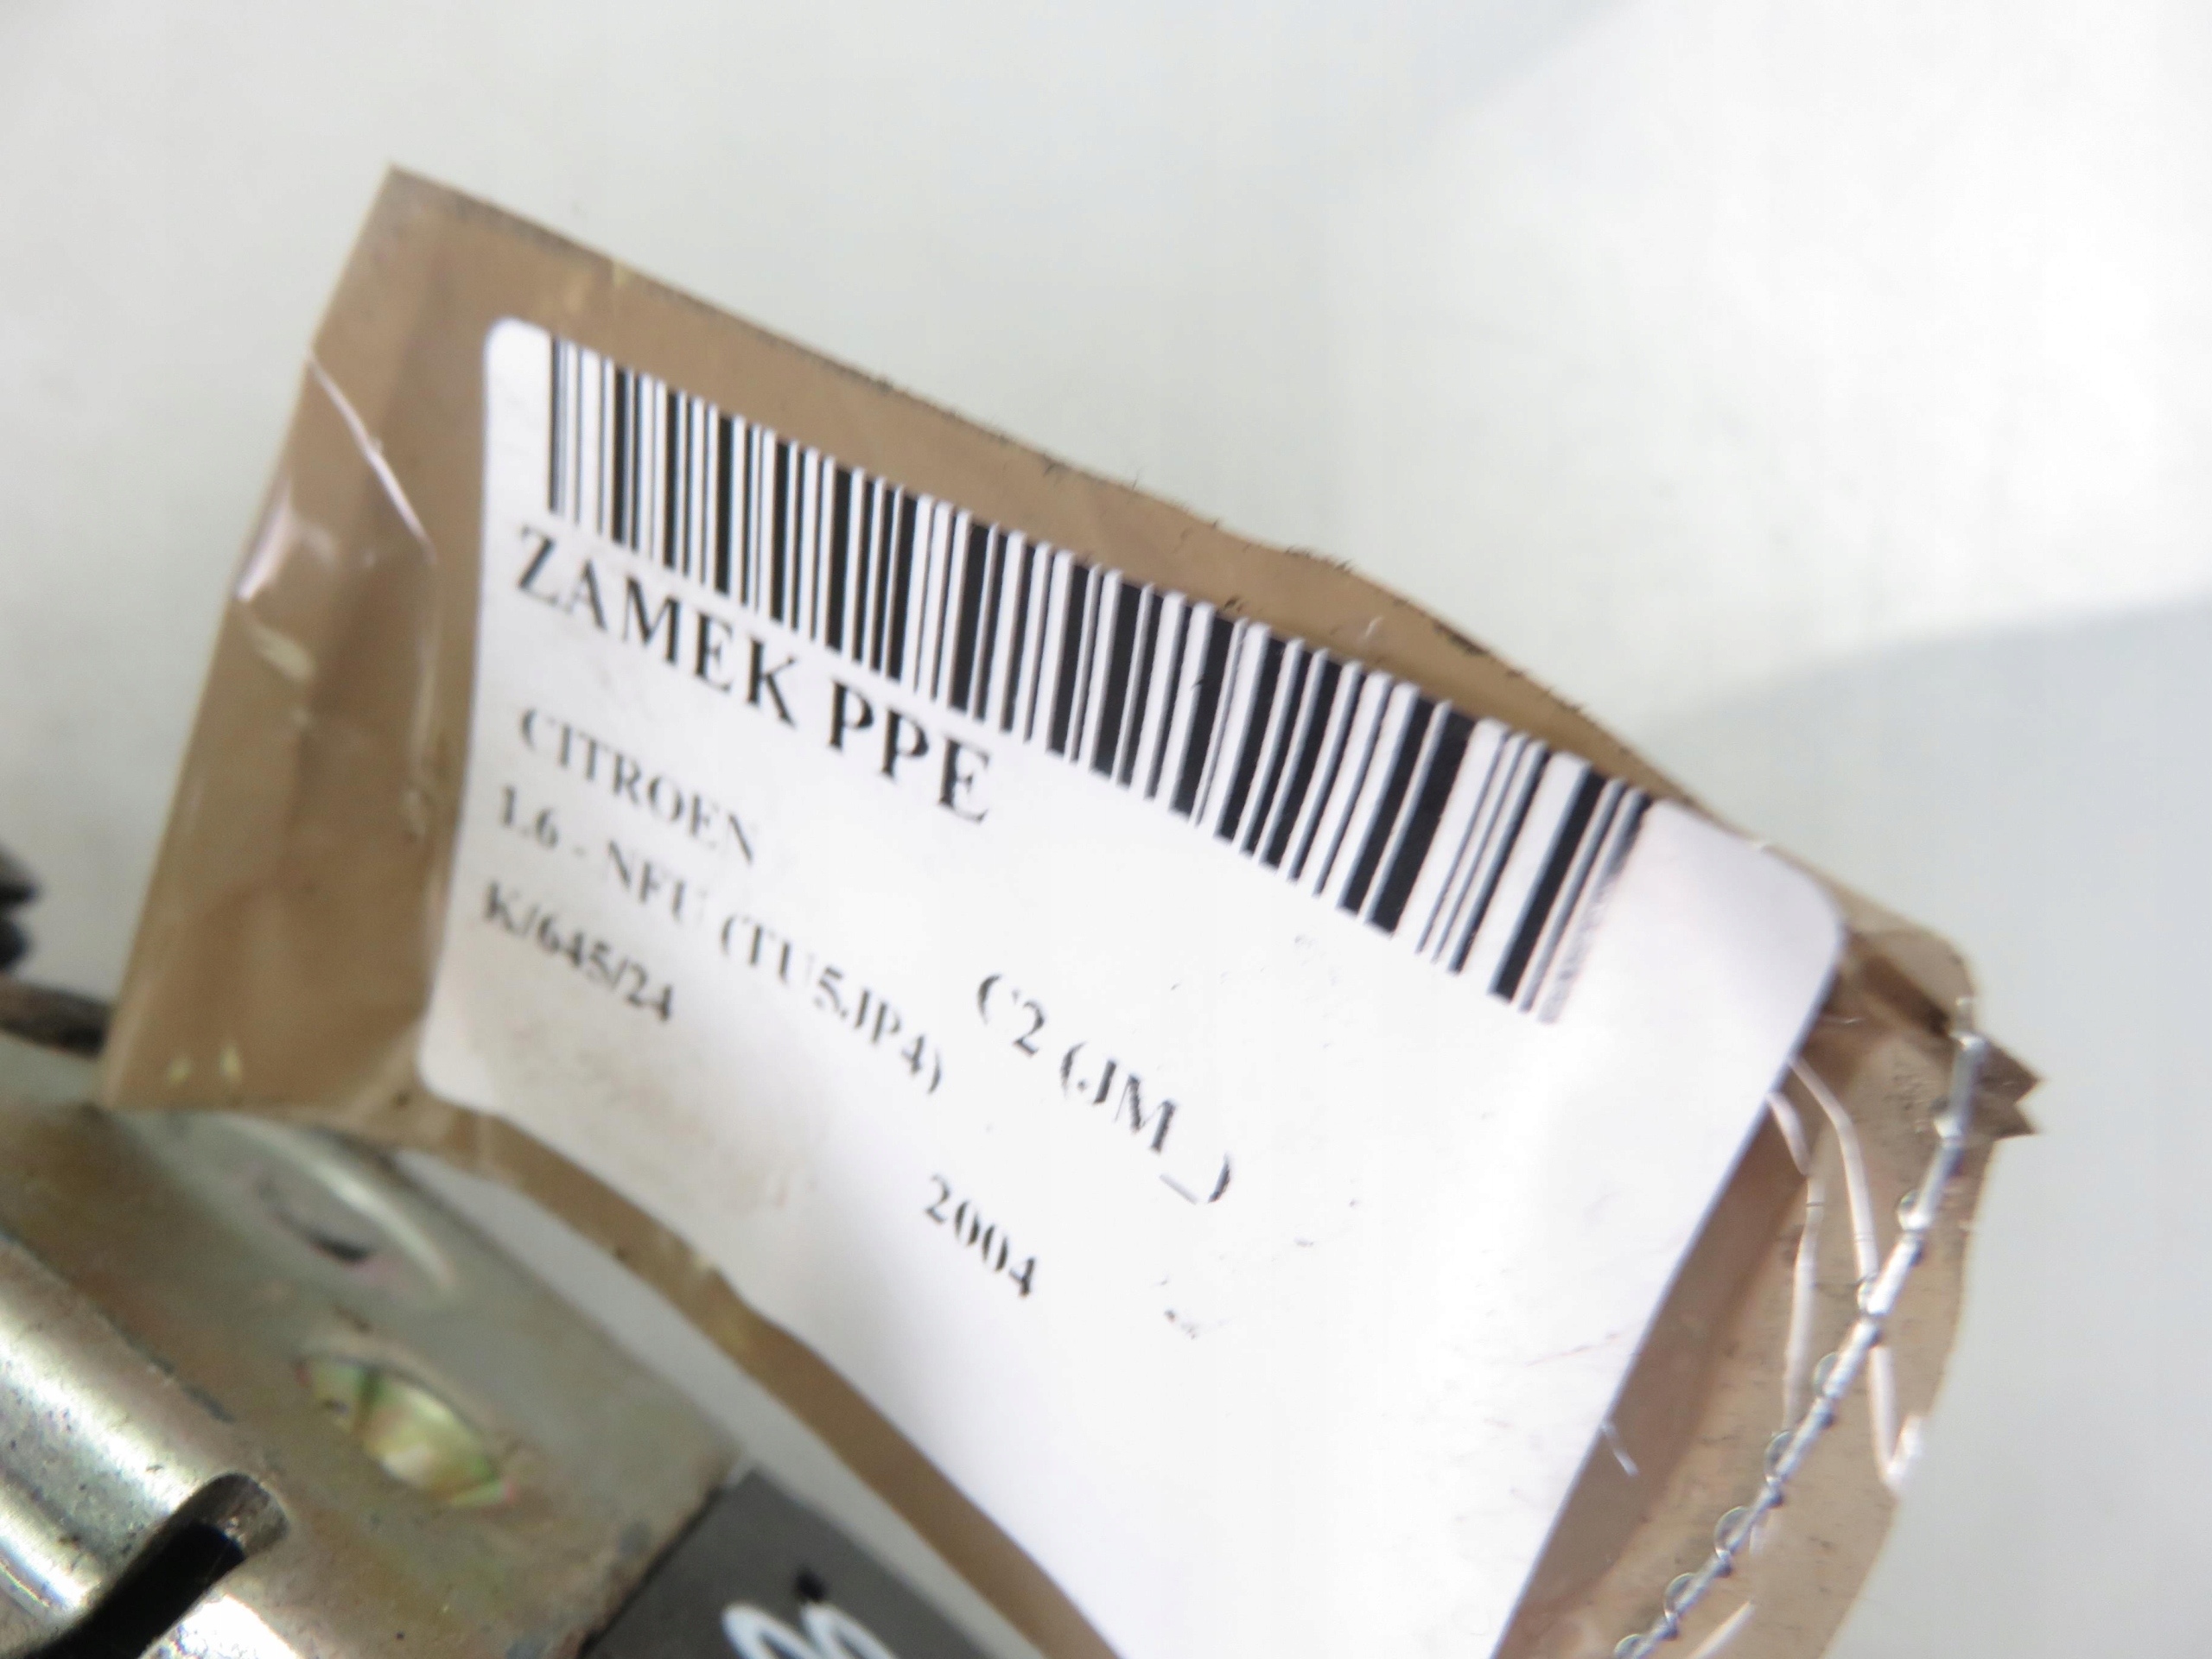 ZAMEK PPE
CITROEN C2 (JM_)
1.6 - NFU (TU5JP4) 2004
K/645/24